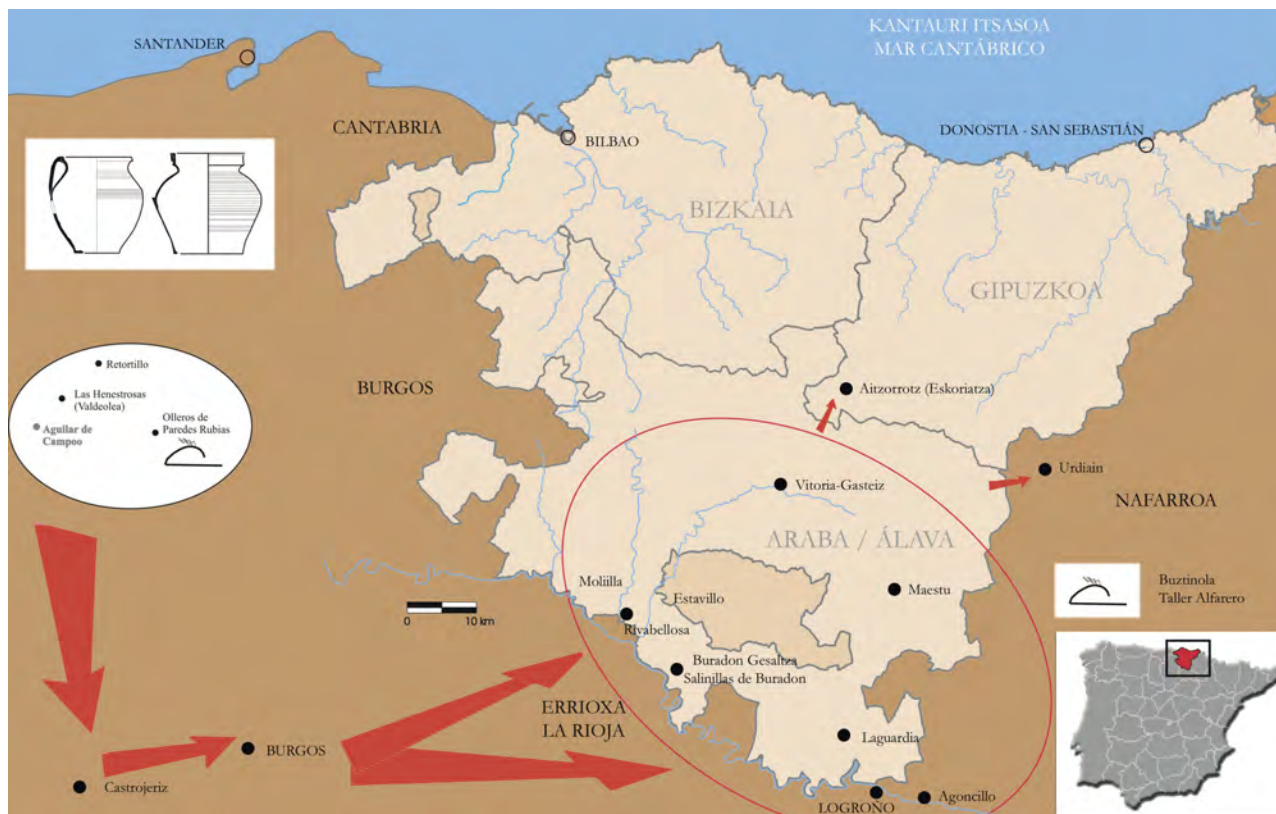 KANTAURI ITSASOA
MAR CANTÁBRICO
SANTANDER
CANTABRIA
BILBAO
DONOSTIA - SAN SEBASTIÁN
BIZKAIA
GIPUZKOA
Retortillo
Las Henestrosas
(Valdeolea)
Aguilar de
Campoo
Olleros de
Paredes Rubias
BURGOS
Aitzorrotz (Eskoriatza)
Urdiain
Vitoria-Gasteiz
NAFARROA
ARABA / ÁLAVA
Moliilla
Estavillo
Maestu
Buztinola
Taller Alfarero
0
10 km
Rivabellosa
Buradon Gesaltza
Salinillas de Buradon
ERRIOXA
LA RIOJA
Laguardia
BURGOS
Castrojeriz
LOGROÑO
Agoncillo